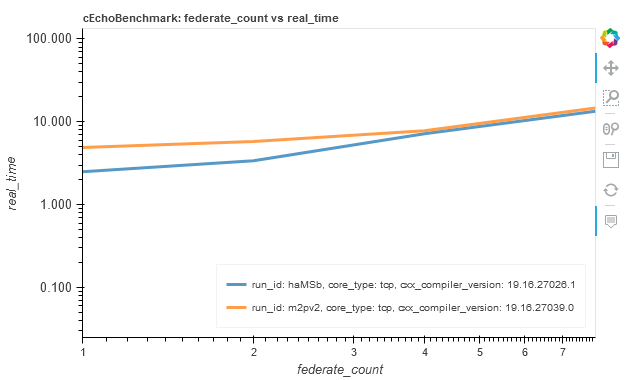 cEchoBenchmark: federate_count vs real_time
100.000
10.000
1.000
0.100
real_time
run_id: haMSb, core_type: tcp, cxx_compiler_version: 19.16.27026.1
run_id: m2pv2, core_type: tcp, cxx_compiler_version: 19.16.27039.0
1 2 3 4 5 6 7
federate_count